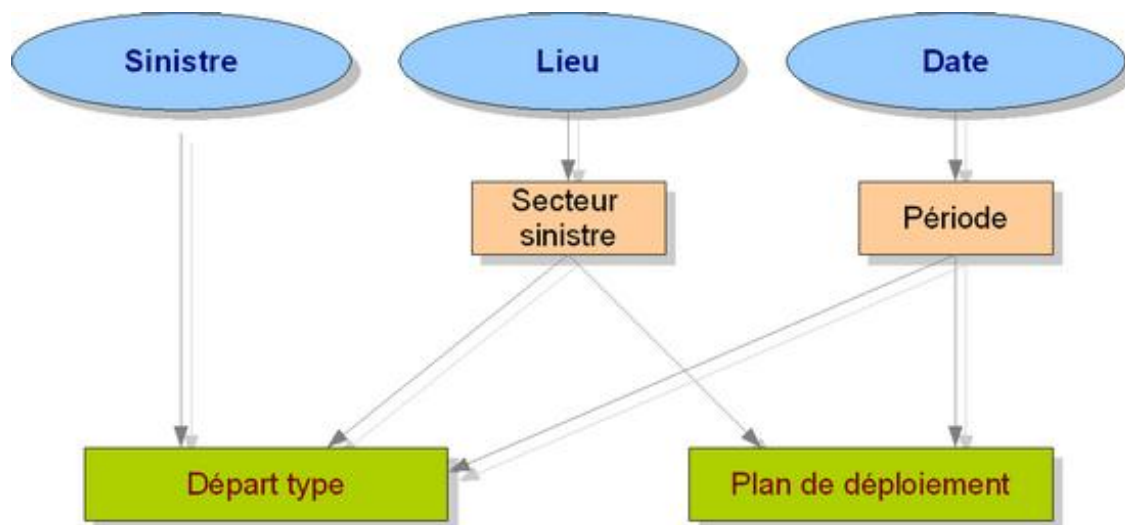 Sinistre
Lieu
Date
Secteur
sinistre
Période
Départ type
Plan de déploiement